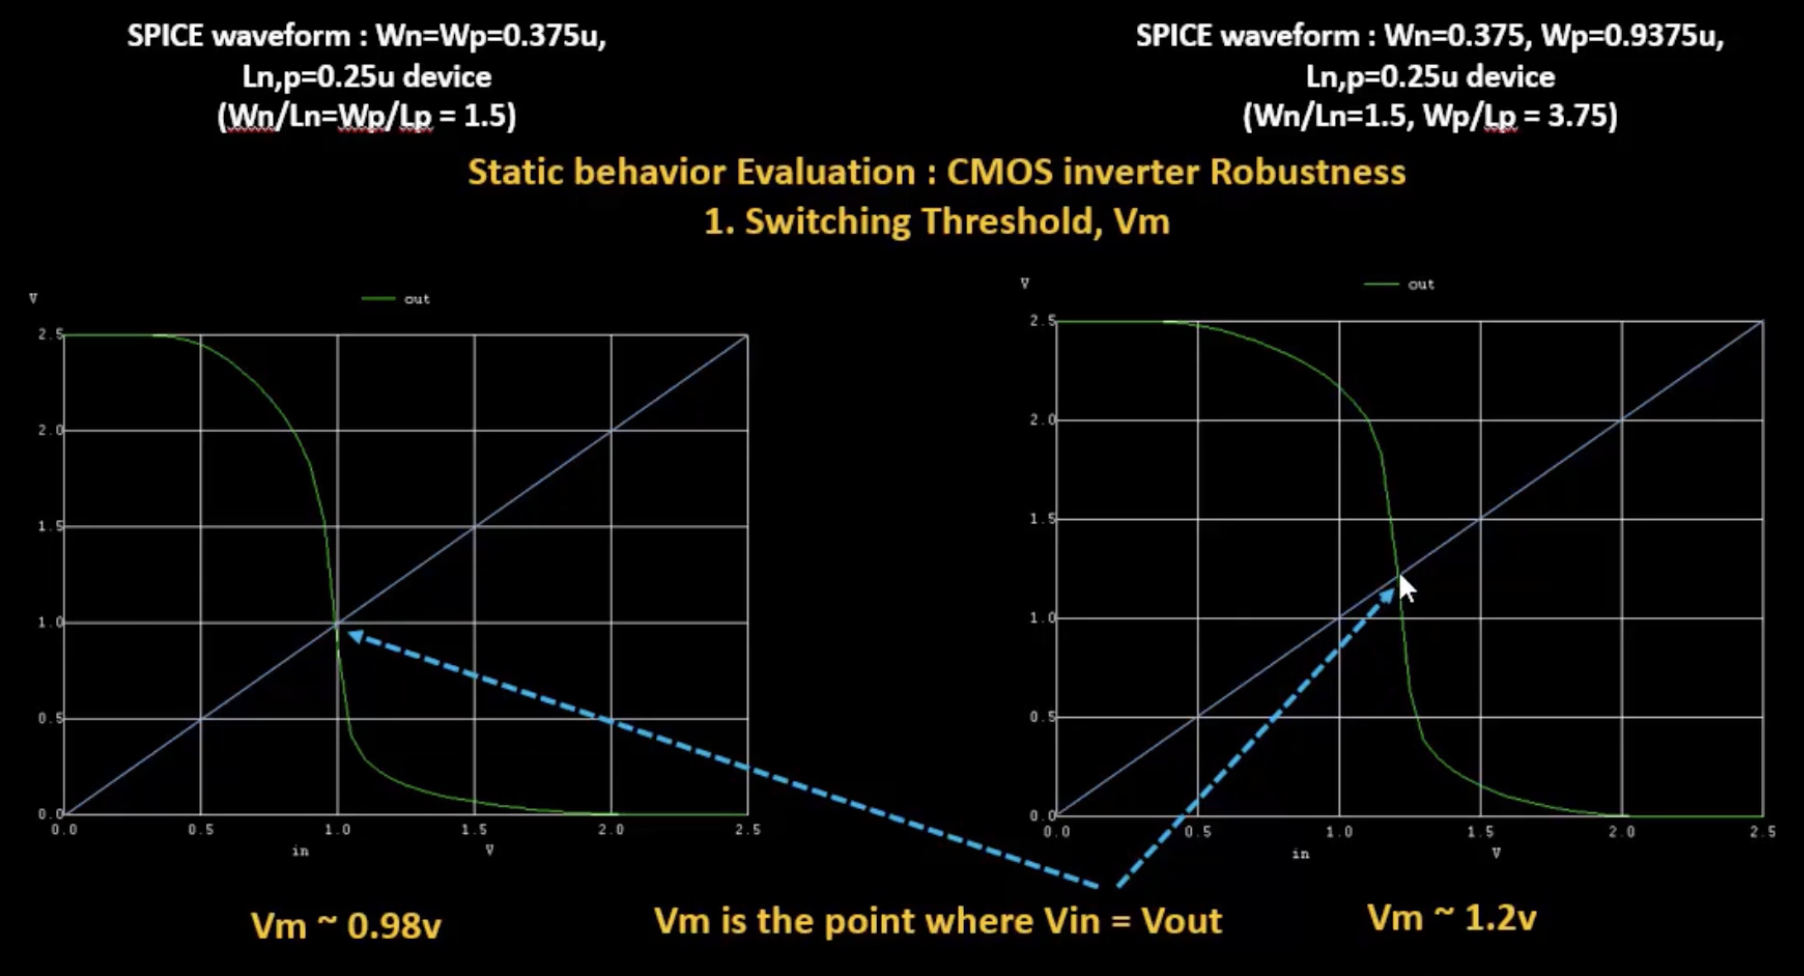 SPICE waveform : Wn=Wp=0.375u,
Ln,p=0.25u device
(Wn/Ln=Wp/Lp = 1.5)
SPICE waveform : Wn=0.375, Wp=0.9375u,
Ln,p=0.25u device
(Wn/Ln=1.5, Wp/Lp = 3.75)
Static behavior Evaluation : CMOS inverter Robustness
1. Switching Threshold, Vm
V
out
2.5
2.0
1.5
1.0
0.5
0.0
0.0 0.5 1.0 1.5 2.0 2.5
in V
V
out
2.5
2.0
1.5
1.0
0.5
0.0
0.0 0.5 1.0 1.5 2.0 2.5
in V
Vm ~ 0.98v
Vm is the point where Vin = Vout
Vm ~ 1.2v